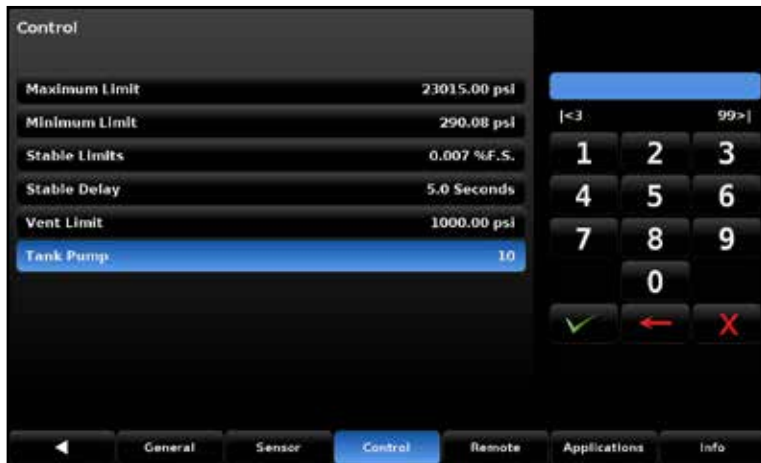 Control
Maximum Limit 23015.00 psi
Minimum Limit 290.08 psi
Stable Limits 0.007 %F.S.
Stable Delay 5.0 Seconds
Vent Limit 1000.00 psi
Tank Pump 10
|<3 99>|
1 2 3
4 5 6
7 8 9
0
General Sensor Control Remote Applications Info